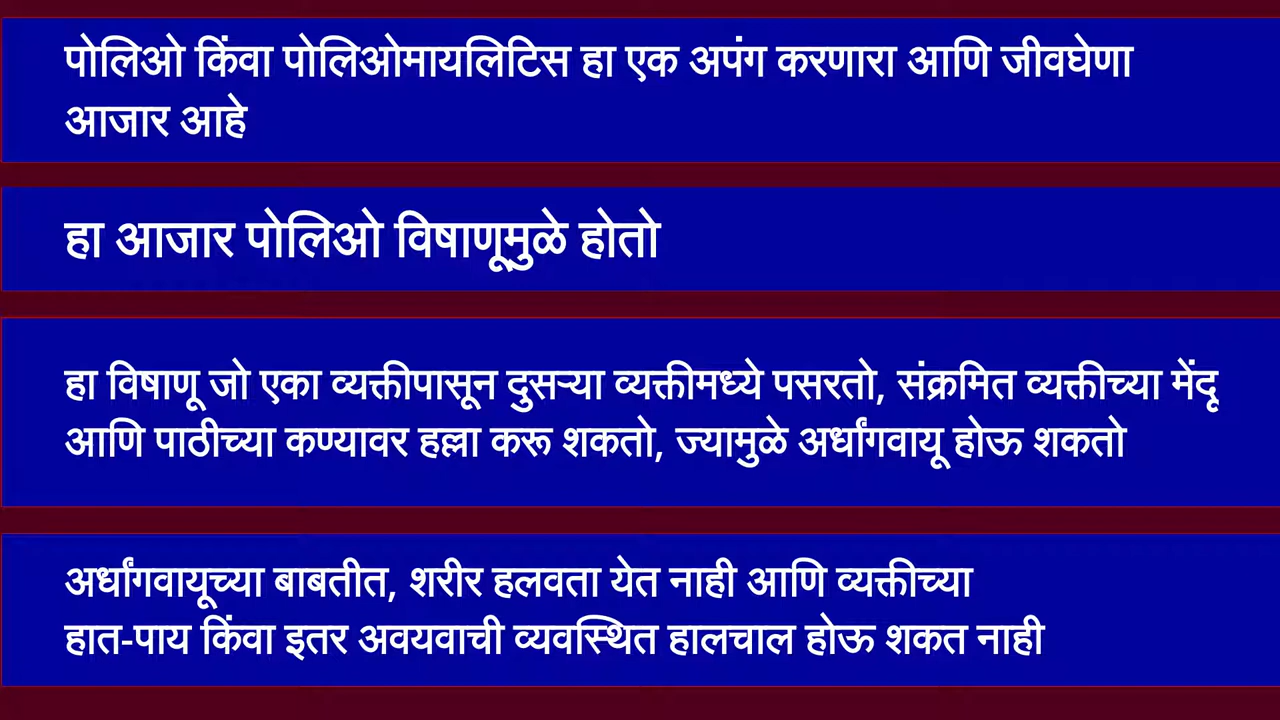 पोलिओ किंवा पोलिओमायलिटिस हा एक अपंग करणारा आणि जीवघेणा
आजार आहे
हा आजार पोलिओ विषाणूमुळे होतो
हा विषाणू जो एका व्यक्तीपासून दुसऱ्या व्यक्तीमध्ये पसरतो, संक्रमित व्यक्तीच्या मेंदू
आणि पाठीच्या कण्यावर हल्ला करू शकतो, ज्यामुळे अर्धांगवायू होऊ शकतो
अर्धांगवायूच्या बाबतीत, शरीर हलवता येत नाही आणि व्यक्तीच्या
हात-पाय किंवा इतर अवयवाची व्यवस्थित हालचाल होऊ शकत नाही